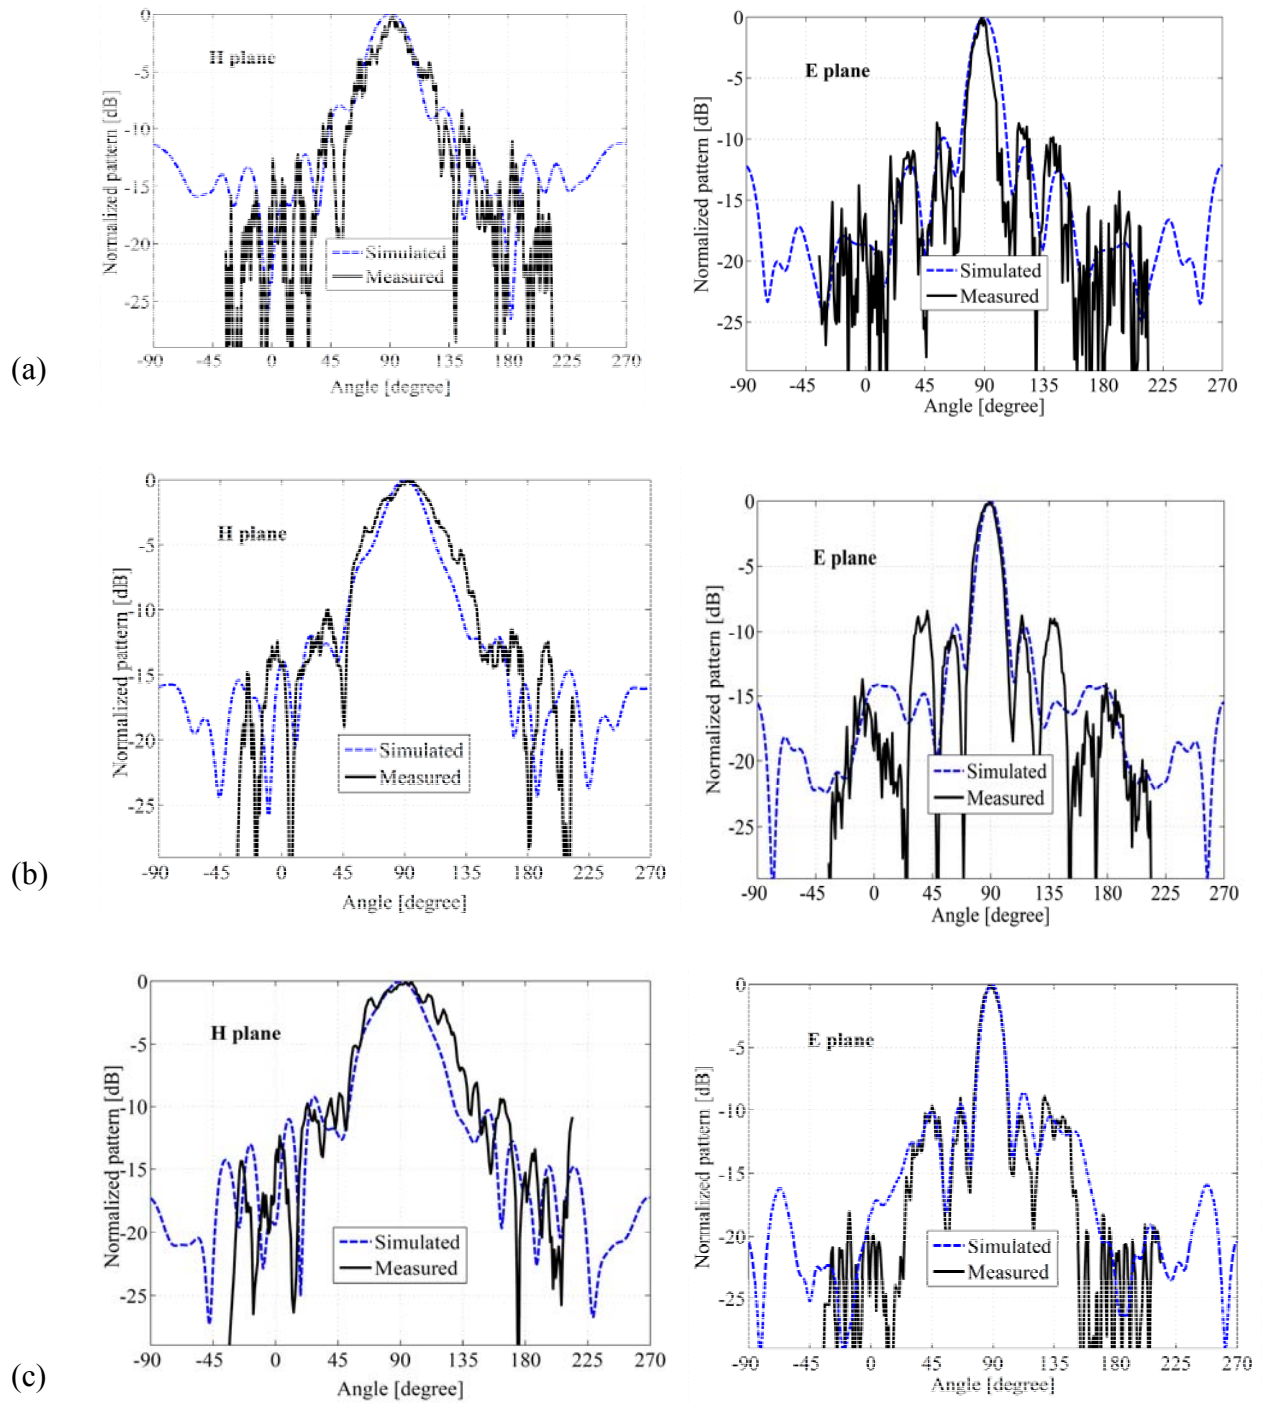 0
-5
-10
-15
-20
-25
Normalized pattern [dB]
H plane
Simulated
Measured
-90 -45 0 45 90 135 180 225 270
Angle [degree]
0
-5
-10
-15
-20
-25
Normalized pattern [dB]
E plane
Simulated
Measured
-90 -45 0 45 90 135 180 225 270
Angle [degree]
(a)
0
-5
-10
-15
-20
-25
Normalized pattern [dB]
H plane
Simulated
Measured
-90 -45 0 45 90 135 180 225 270
Angle [degree]
0
-5
-10
-15
-20
-25
Normalized pattern [dB]
E plane
Simulated
Measured
-90 -45 0 45 90 135 180 225 270
Angle [degree]
(b)
0
-5
-10
-15
-20
-25
Normalized pattern [dB]
H plane
Simulated
Measured
-90 -45 0 45 90 135 180 225 270
Angle [degree]
0
-5
-10
-15
-20
-25
Normalized pattern [dB]
E plane
Simulated
Measured
-90 -45 0 45 90 135 180 225 270
Angle [degree]
(c)